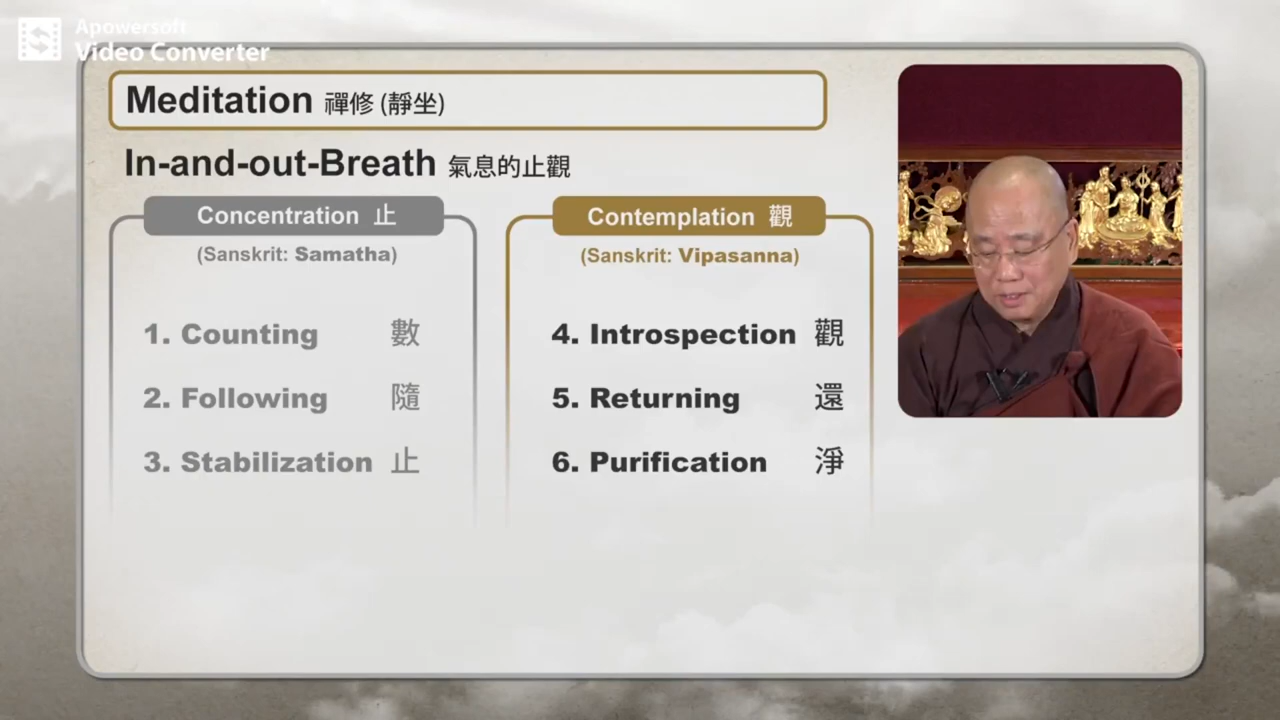 Apowersoft
Video Converter
Meditation 禪修 (靜坐)
In-and-out-Breath 氣息的止觀
Concentration 止
(Sanskrit: Samatha)
1. Counting 數
2. Following 隨
3. Stabilization 止
Contemplation 觀
(Sanskrit: Vipasanna)
4. Introspection 觀
5. Returning 還
6. Purification 淨